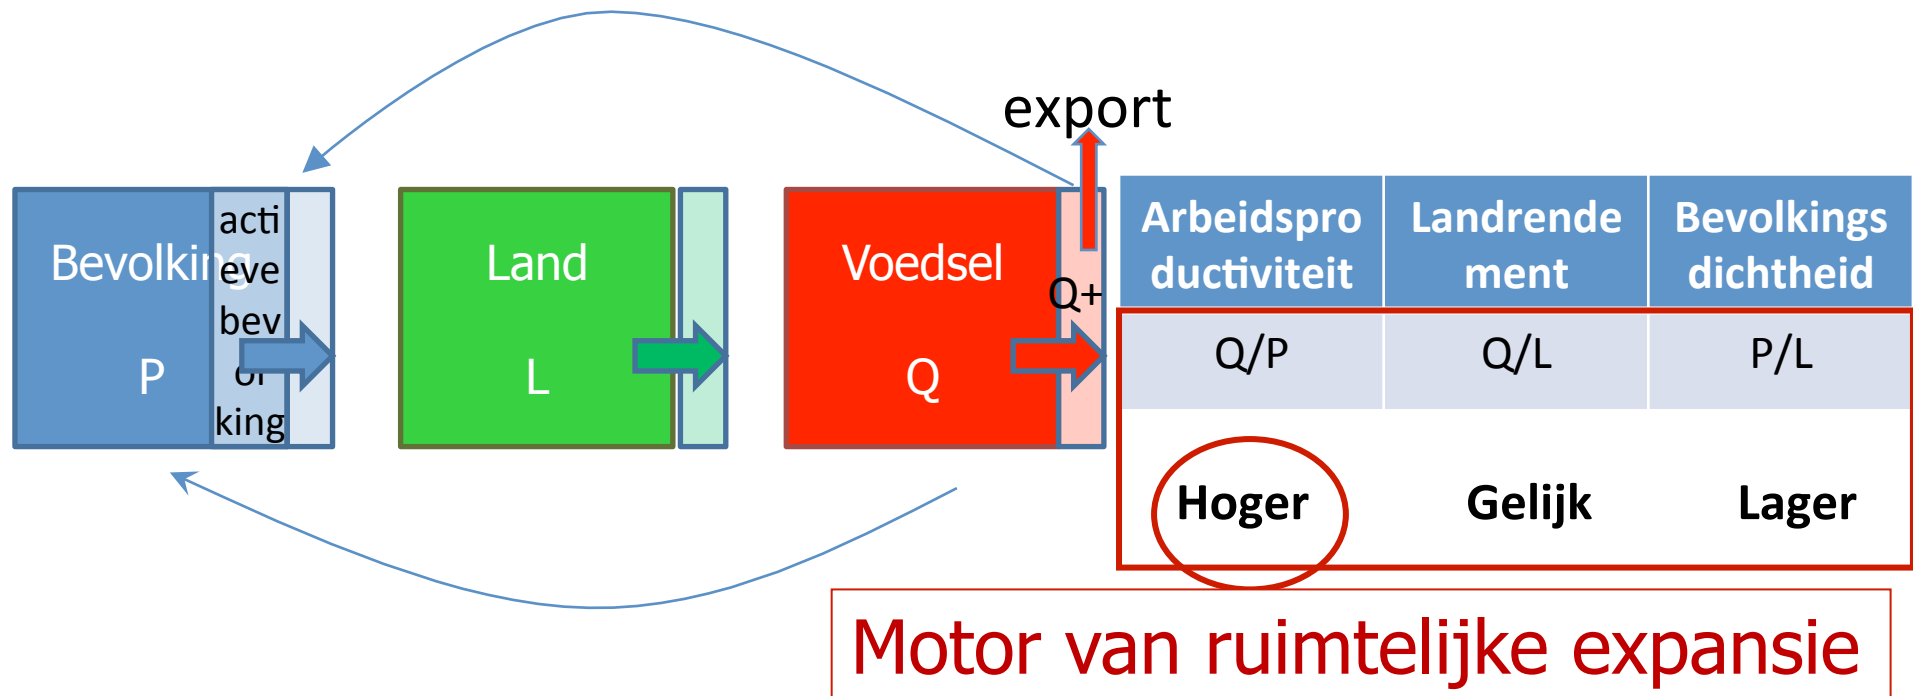 export
Bevolking
P
acti
eve
bev
ol
king
Land
L
Voedsel
Q
Q+
Arbeidspro
ductiviteit
Landrende
ment
Bevolkings
dichtheid
Q/P
Q/L
P/L
Hoger
Gelijk
Lager
Motor van ruimtelijke expansie